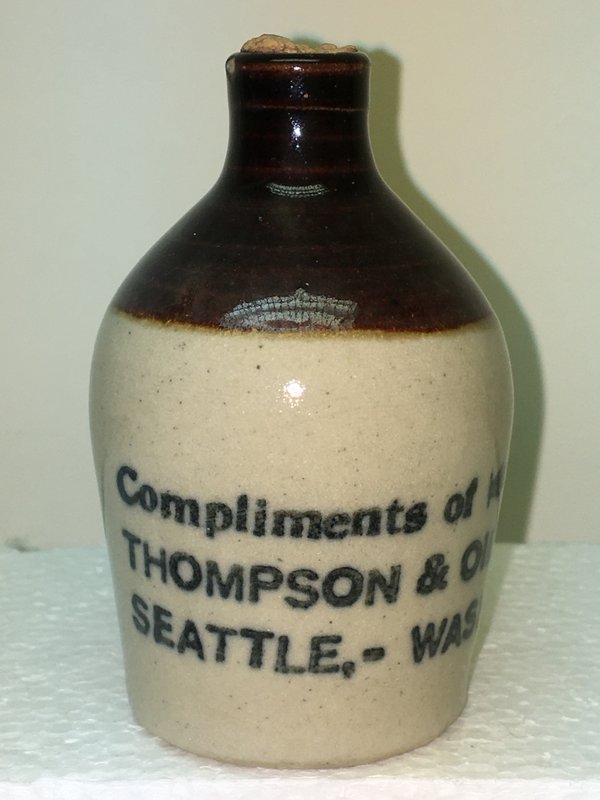 Compliments of
THOMPSON &
SEATTLE,- WAS